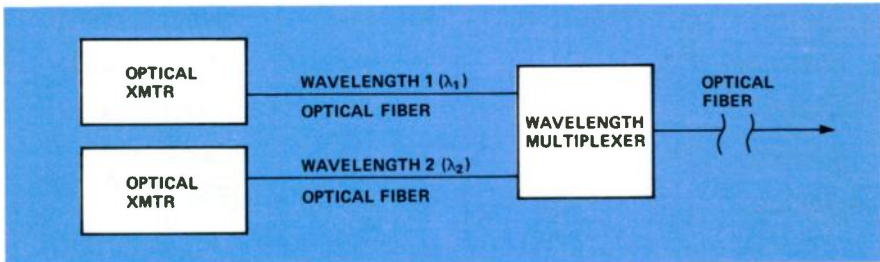 OPTICAL
XMTR
WAVELENGTH 1 (λ₁)
OPTICAL FIBER
OPTICAL
XMTR
WAVELENGTH 2 (λ₂)
OPTICAL FIBER
WAVELENGTH
MULTIPLEXER
OPTICAL
FIBER